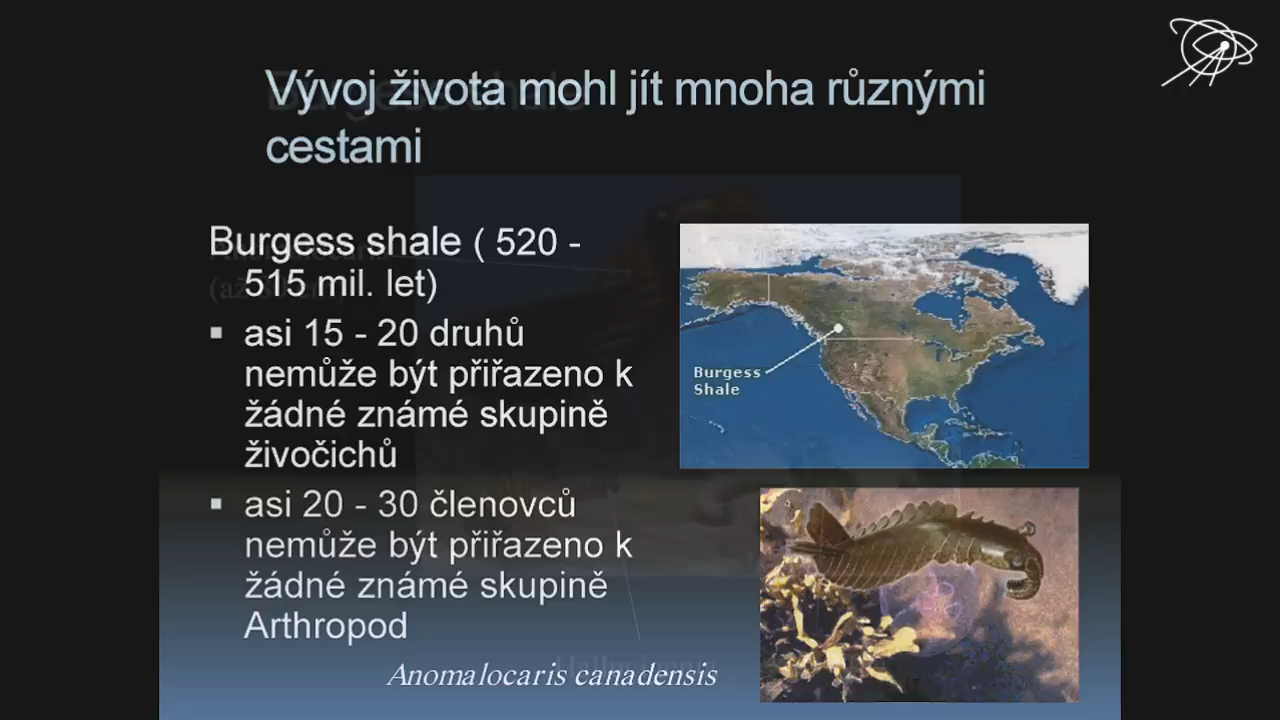 Vývoj života mohl jít mnoha různými
cestami
Burgess shale ( 520 -
515 mil. let)
▪ asi 15 - 20 druhů
nemůže být přiřazeno k
žádné známé skupině
živočichů
▪ asi 20 - 30 členovců
nemůže být přiřazeno k
žádné známé skupině
Arthropod
Burgess
Shale
Anomalocaris canadensis